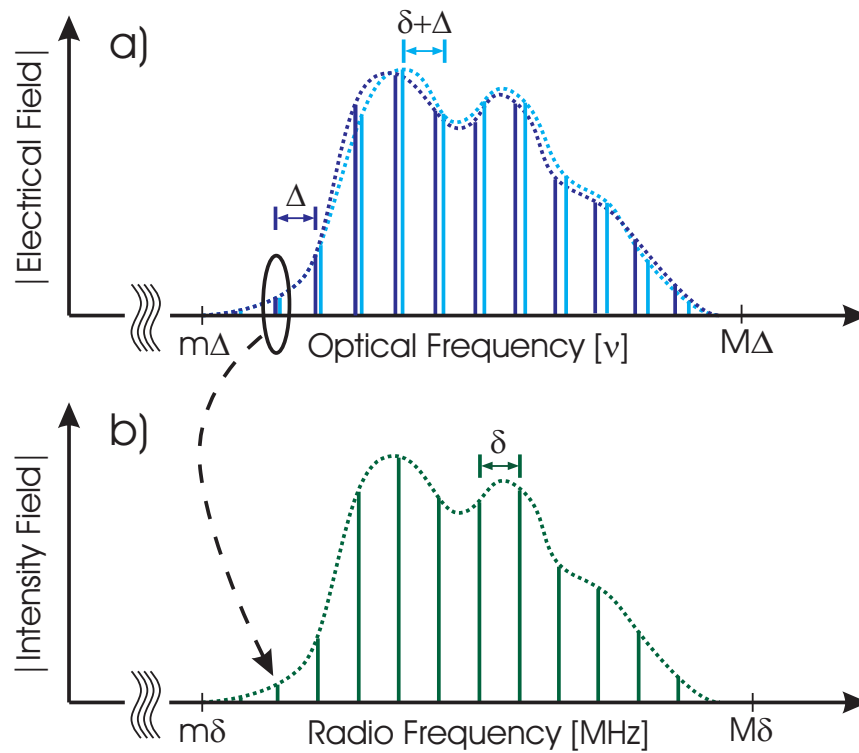 a)
δ+Δ
|Electrical Field|
Δ
mΔ
Optical Frequency [ν]
MΔ
b)
δ
|Intensity Field|
mδ
Radio Frequency [MHz]
Mδ